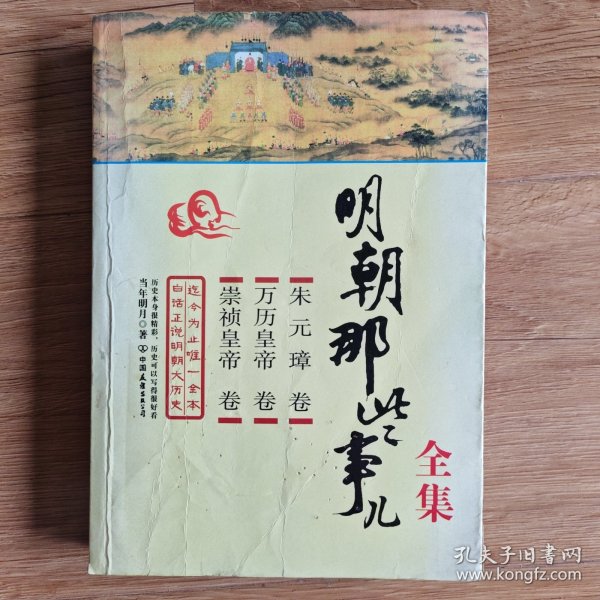 明朝那些事儿
全集
朱元璋 卷
万历皇帝 卷
崇祯皇帝 卷
迄今为止唯一全本
白话正说明朝大历史
历史本身很精彩，历史可以写得很好看
当年明月◎著
中国友谊出版公司
孔夫子旧书网
www.kongfz.com